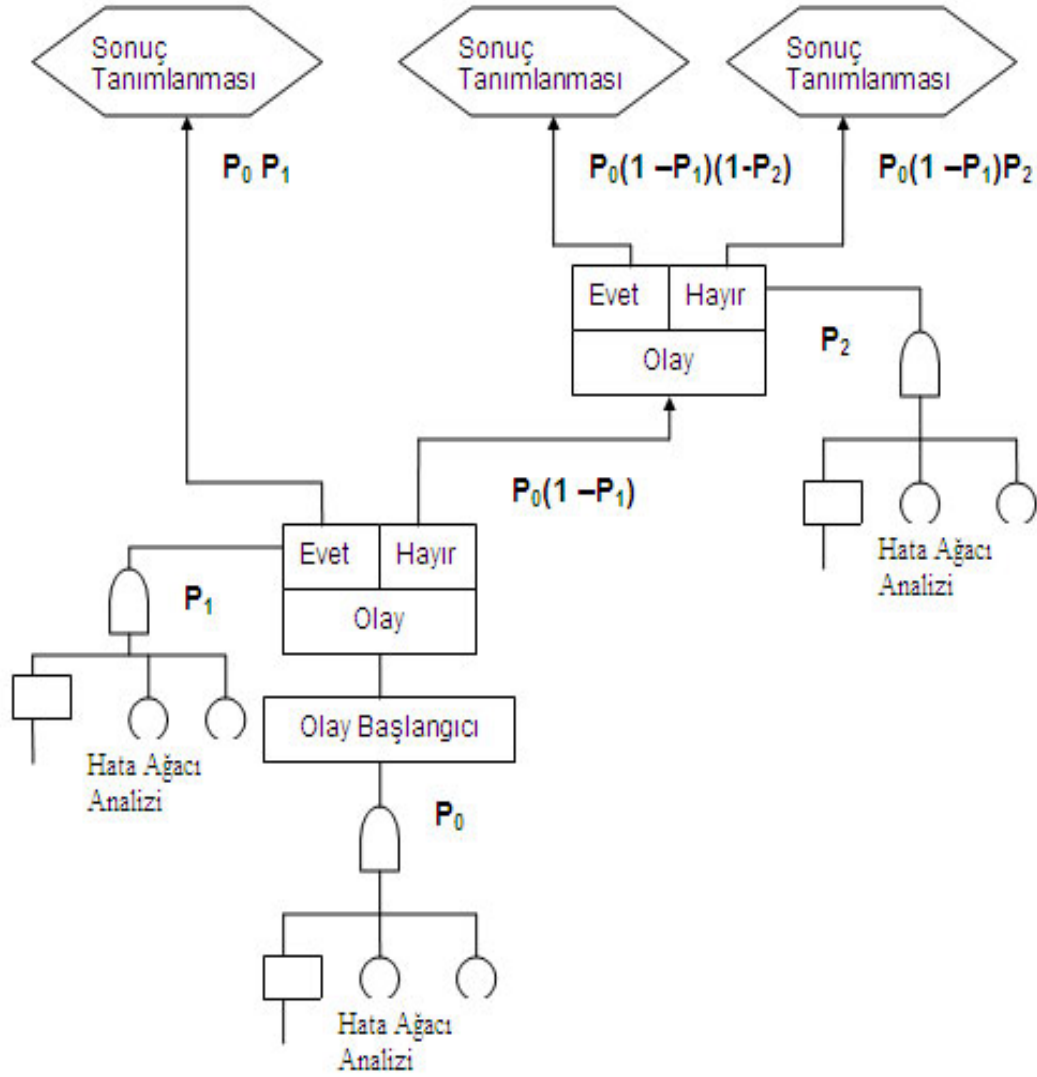 Sonuç
Tanımlanması
Sonuç
Tanımlanması
Sonuç
Tanımlanması
P₀ P₁
P₀(1 –P₁)(1-P₂)
P₀(1 –P₁)P₂
Evet
Hayır
Olay
P₂
P₀(1 –P₁)
Hata Ağacı
Analizi
Evet
Hayır
Olay
P₁
Olay Başlangıcı
Hata Ağacı
Analizi
P₀
Hata Ağacı
Analizi